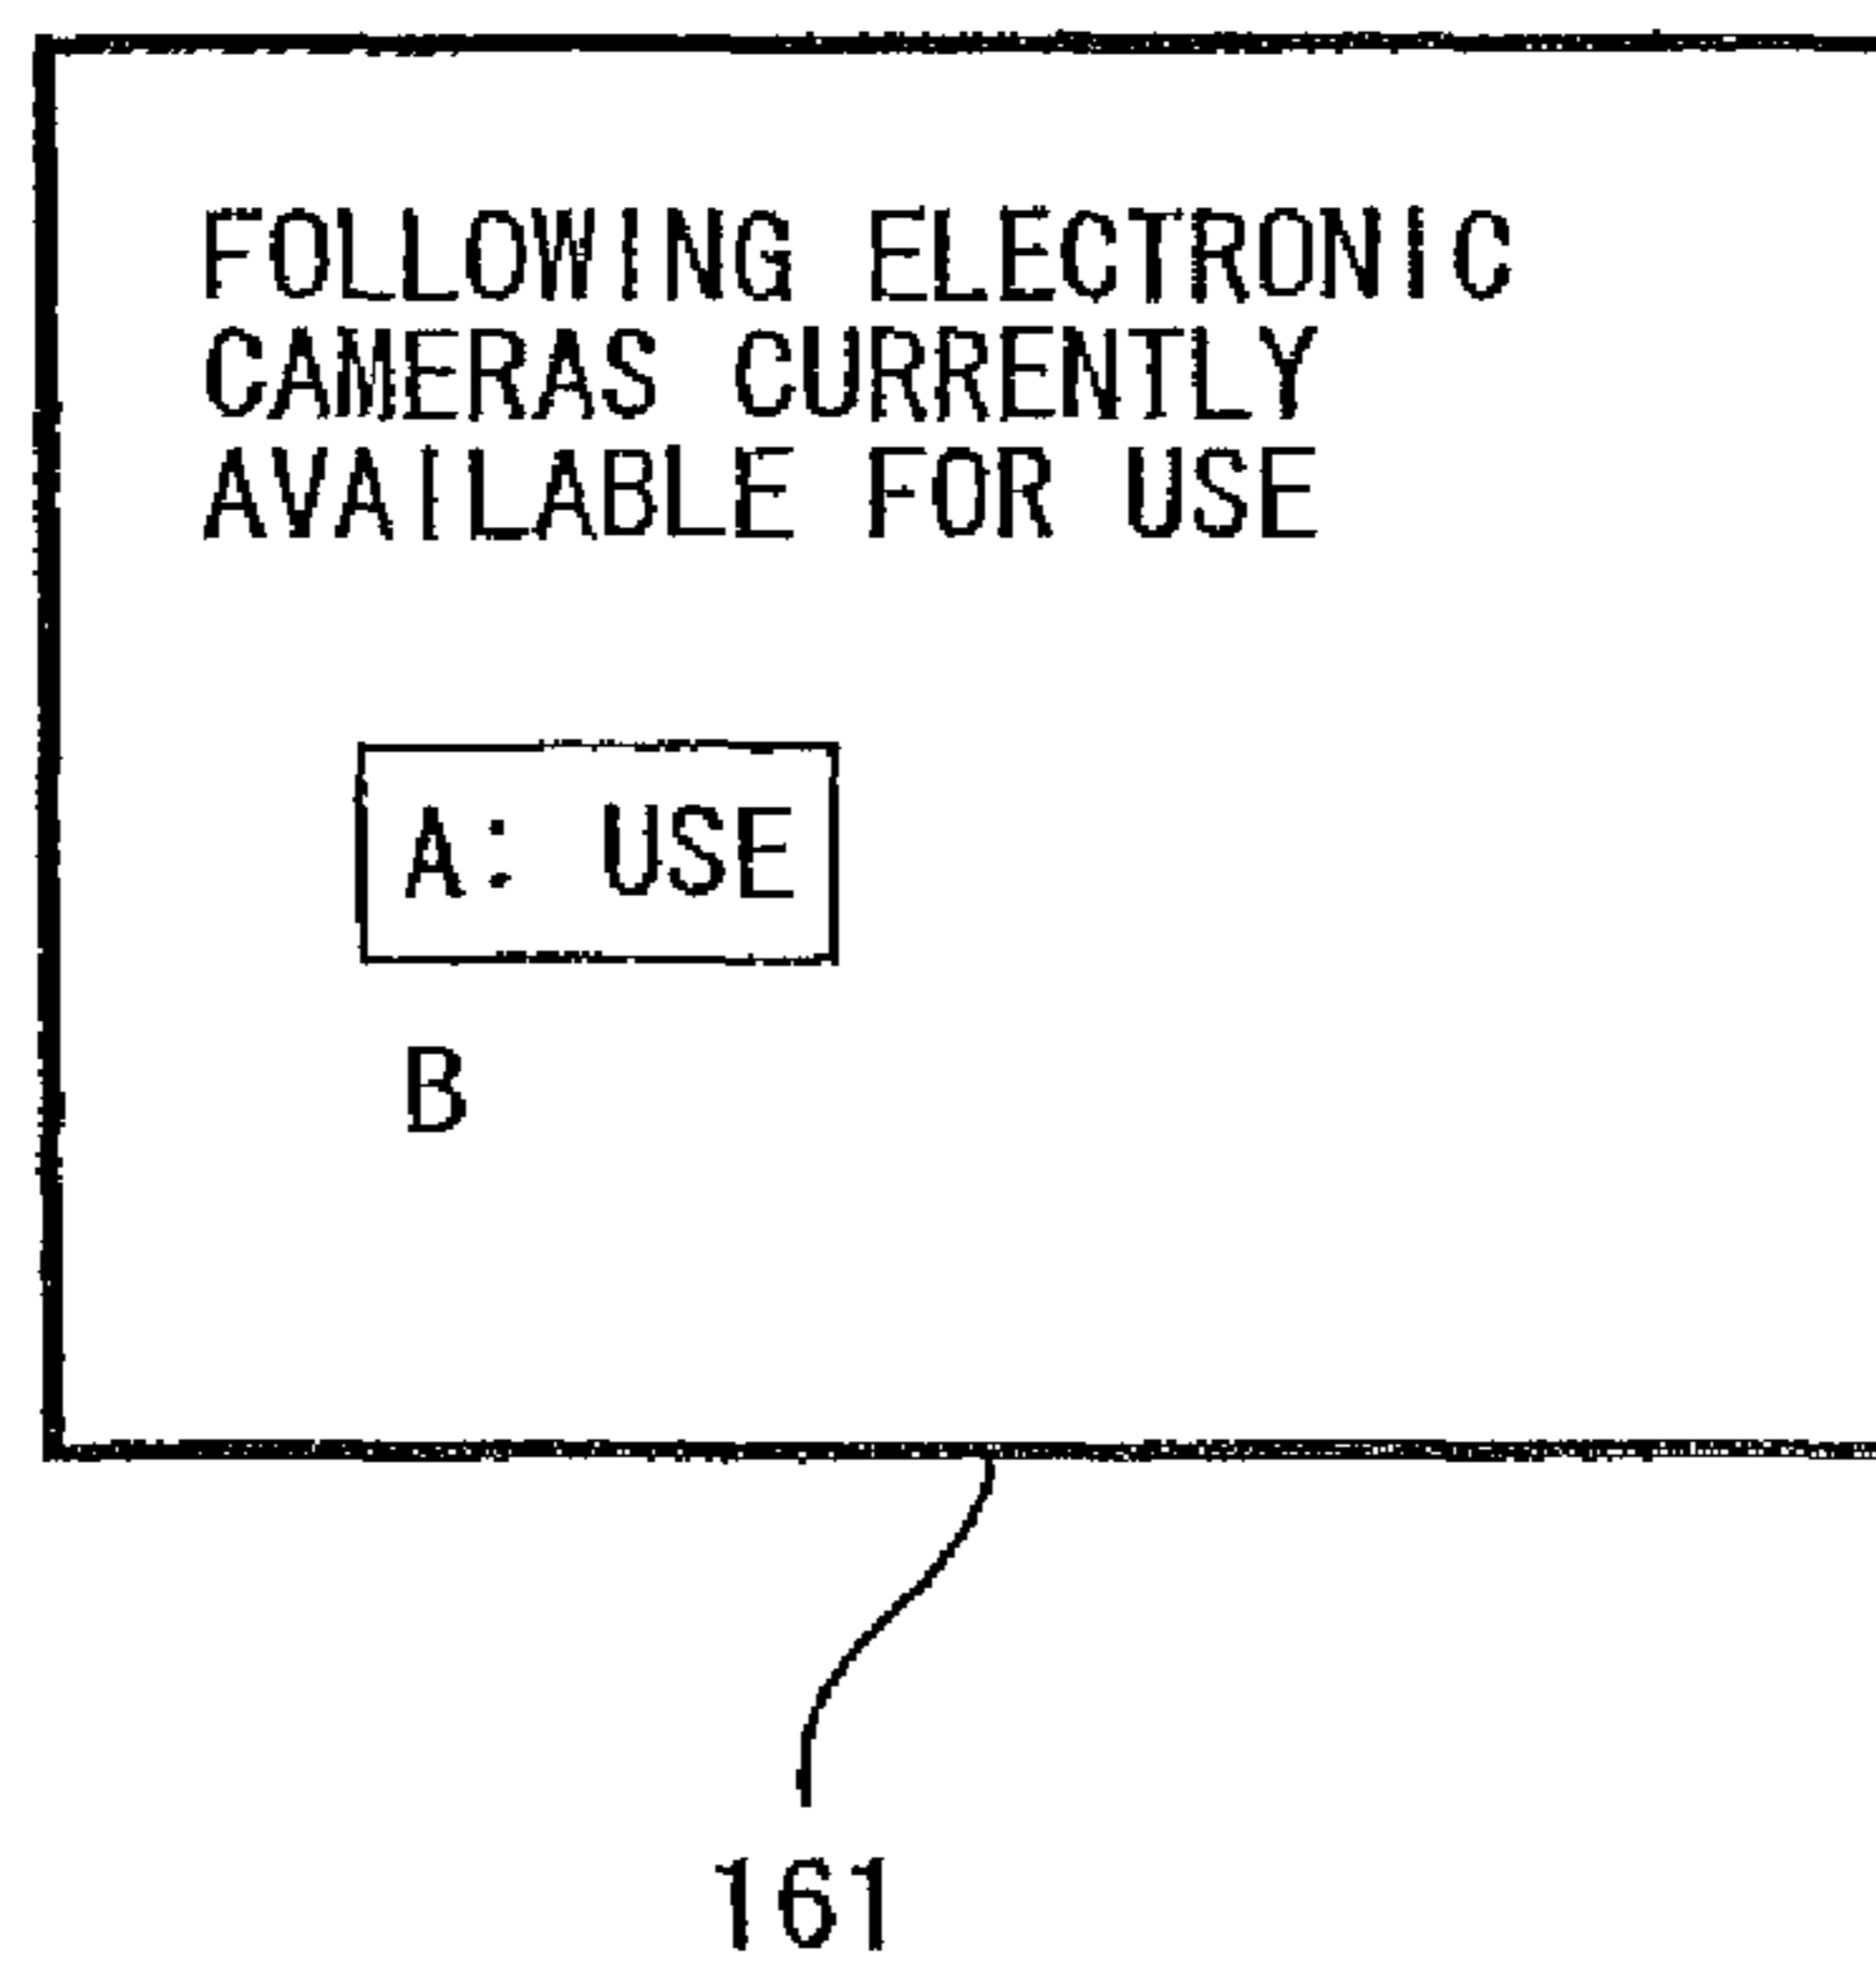 FOLLOWING ELECTRONIC
CAMERAS CURRENTLY
AVAILABLE FOR USE
A: USE
B
161